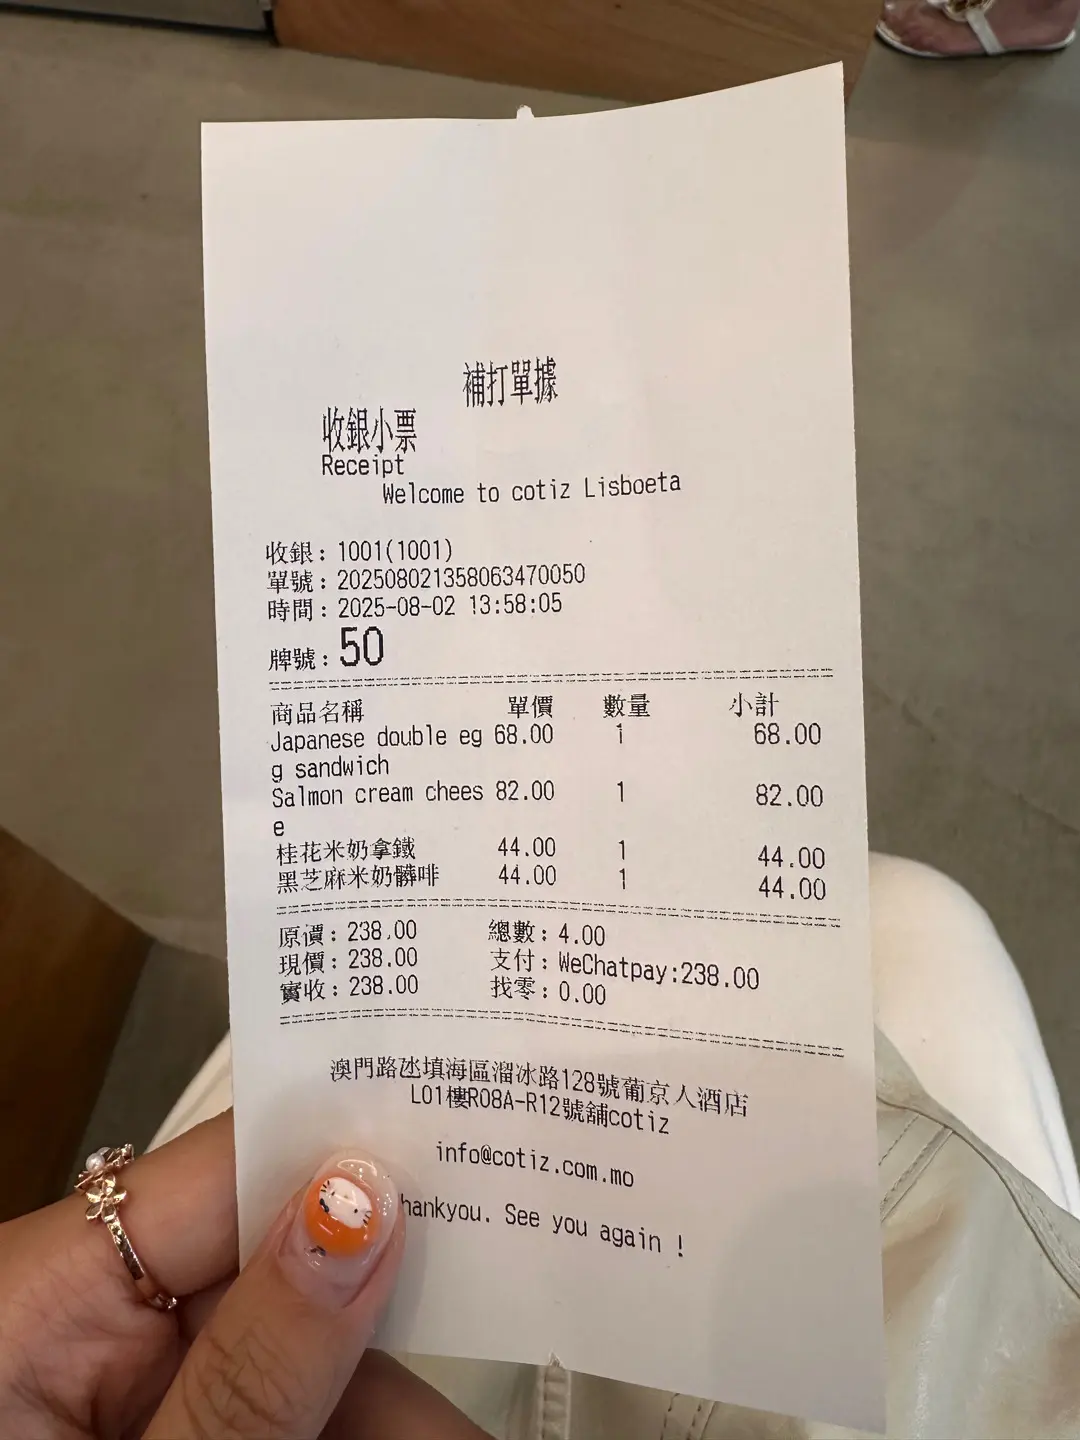 補打單據
收銀小票
Receipt
Welcome to cotiz Lisboeta
收銀：1001(1001)
單號：202508021358063470050
時間：2025-08-02 13:58:05
牌號：50
商品名稱 單價 數量 小計
Japanese double eg 68.00 1 68.00
g sandwich
Salmon cream chees 82.00 1 82.00
e
桂花米奶拿鐵 44.00 1 44.00
黑芝麻米奶髒啡 44.00 1 44.00
原價：238.00 總數：4.00
現價：238.00 支付：WeChatpay:238.00
實收：238.00 找零：0.00
澳門路氹填海區溜冰路128號葡京人酒店
L01樓R08A-R12號舖cotiz
info@cotiz.com.mo
hankyou. See you again !